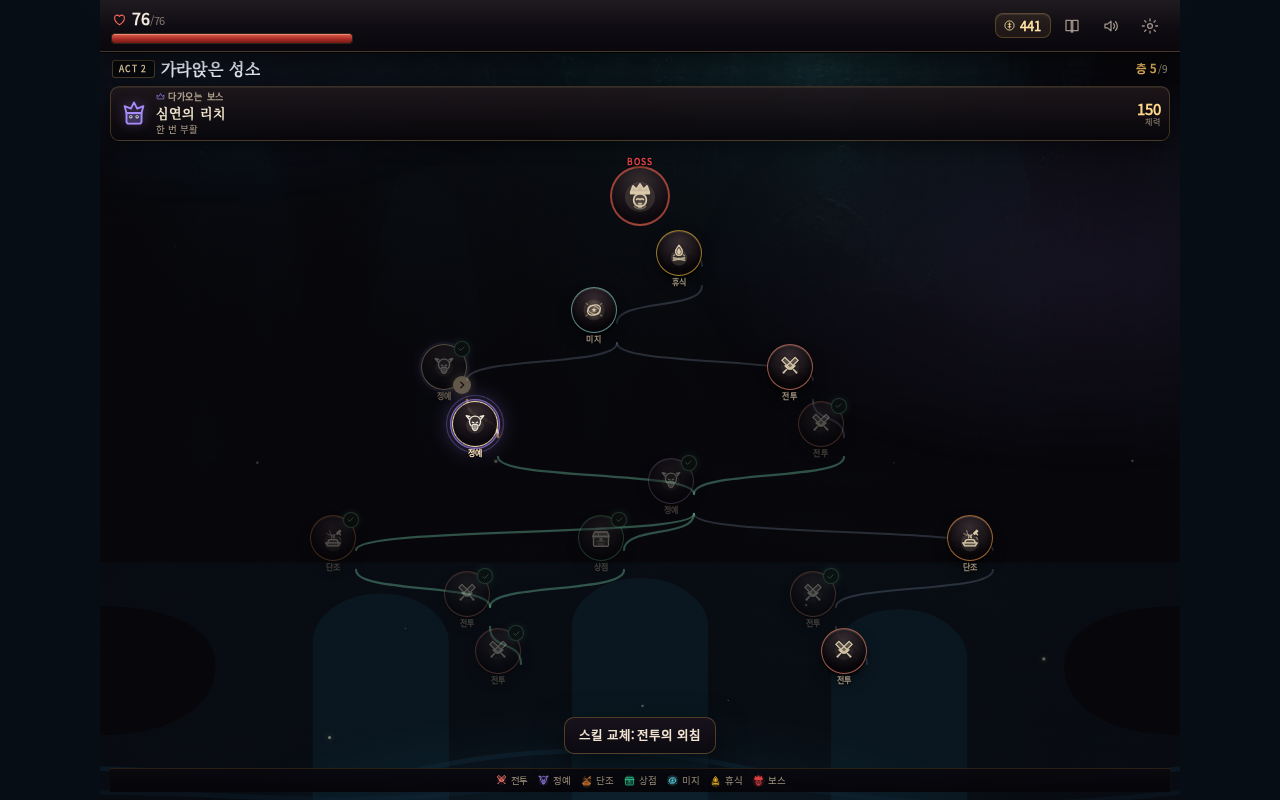 76/76
441
ACT 2 가라앉은 성소
층 5/9
다가오는 보스
심연의 리치
한 번 부활
150
체력
BOSS
휴식
미지
정예
전투
정예
전투
정예
단조
상점
단조
전투
전투
전투
전투
스킬 교체: 전투의 외침
전투 정예 단조 상점 미지 휴식 보스